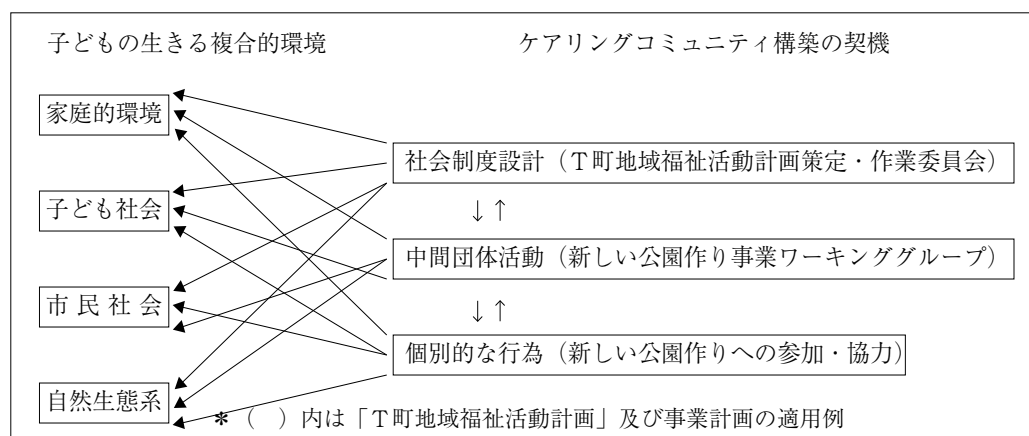 子どもの生きる複合的環境　ケアリングコミュニティ構築の契機
家庭的環境
社会制度設計（Ｔ町地域福祉活動計画策定・作業委員会）
子ども社会
↓↑
中間団体活動（新しい公園作り事業ワーキンググループ）
市 民 社 会
↓↑
個別的な行為（新しい公園作りへの参加・協力）
自然生態系
＊（　）内は「Ｔ町地域福祉活動計画」及び事業計画の適用例